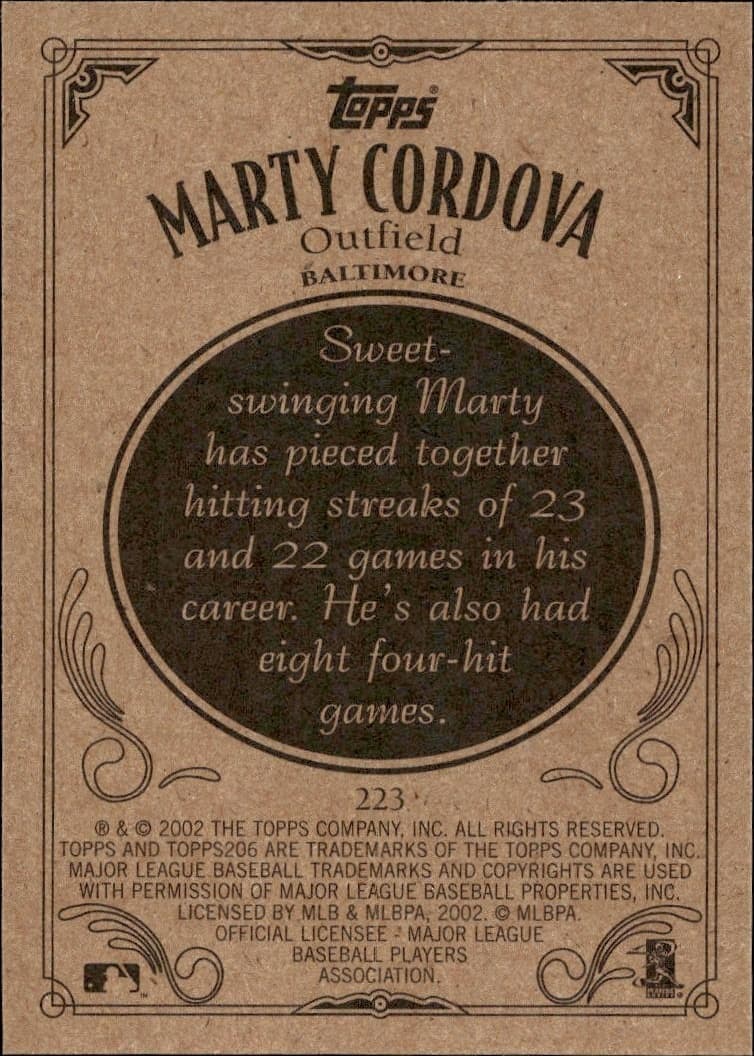 Topps®
MARTY CORDOVA
Outfield
BALTIMORE
Sweet-
swinging Marty
has pieced together
hitting streaks of 23
and 22 games in his
career. He's also had
eight four-hit
games.
223
® & © 2002 THE TOPPS COMPANY, INC. ALL RIGHTS RESERVED.
TOPPS AND TOPPS206 ARE TRADEMARKS OF THE TOPPS COMPANY, INC.
MAJOR LEAGUE BASEBALL TRADEMARKS AND COPYRIGHTS ARE USED
WITH PERMISSION OF MAJOR LEAGUE BASEBALL PROPERTIES, INC.
LICENSED BY MLB & MLBPA, 2002. © MLBPA.
OFFICIAL LICENSEE - MAJOR LEAGUE
BASEBALL PLAYERS
ASSOCIATION.